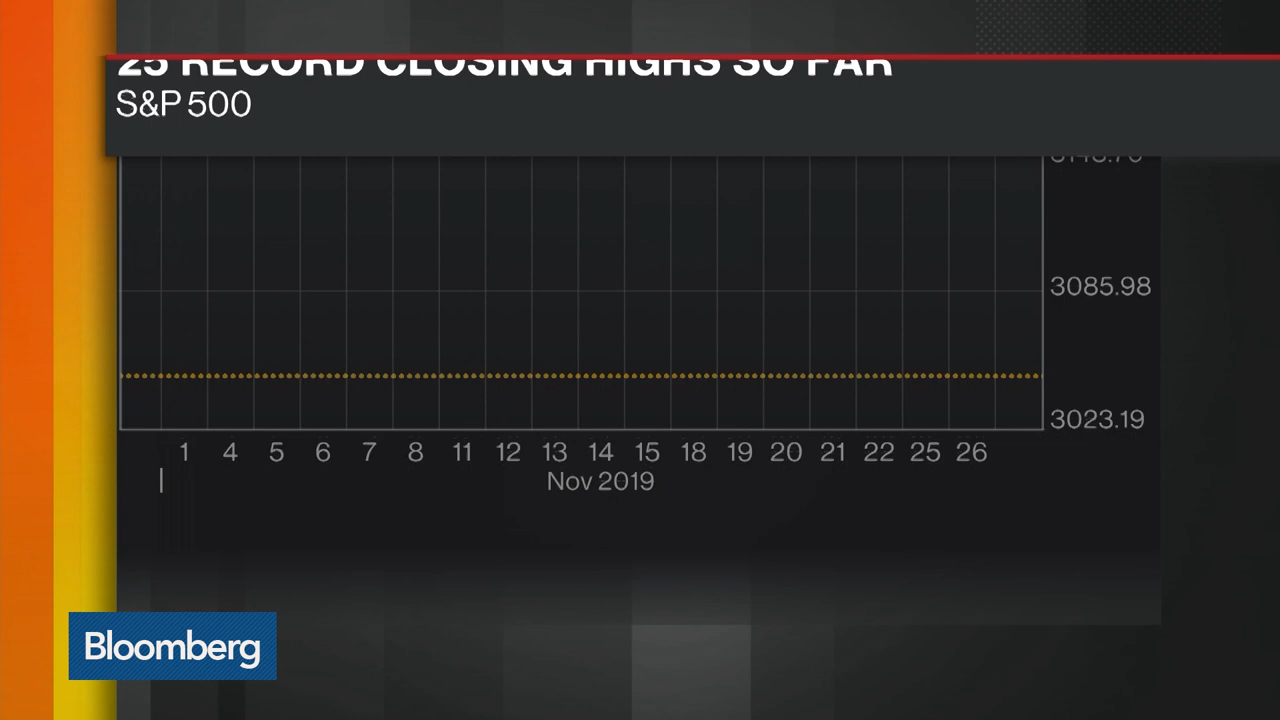 25 RECORD CLOSING HIGHS SO FAR
S&P 500
3085.98
3023.19
1 4 5 6 7 8 11 12 13 14 15 18 19 20 21 22 25 26
Nov 2019
Bloomberg